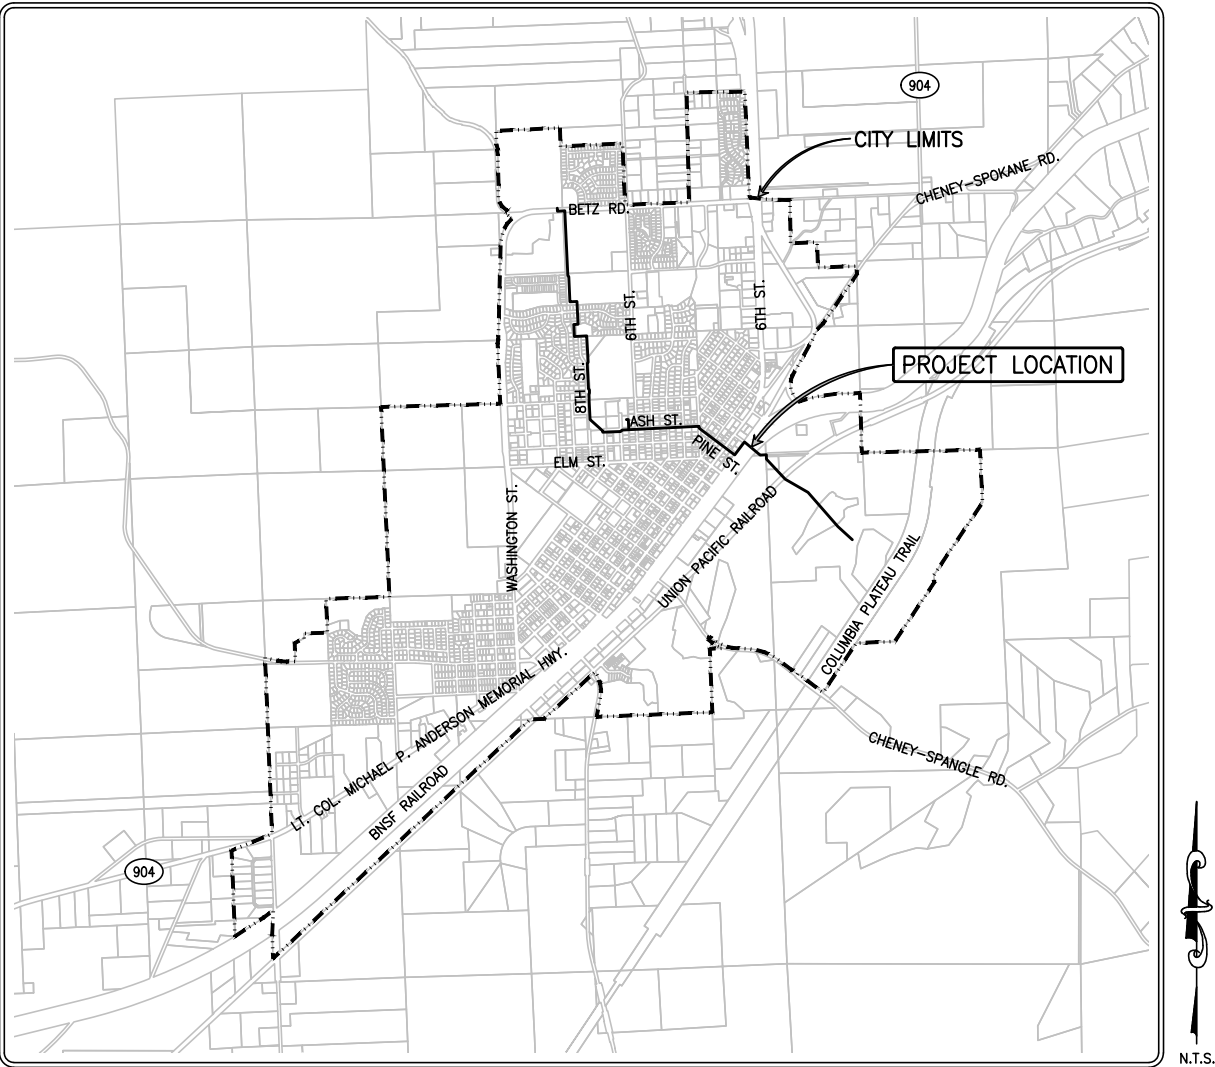 904
CITY LIMITS
CHENEY-SPOKANE RD.
BETZ RD.
6TH ST.
6TH ST.
PROJECT LOCATION
8TH ST.
ASH ST.
PINE ST.
ELM ST.
WASHINGTON ST.
UNION PACIFIC RAILROAD
COLUMBIA PLATEAU TRAIL
LT. COL. MICHAEL P. ANDERSON MEMORIAL HWY.
CHENEY-SPANGLE RD.
BNSF RAILROAD
904
N.T.S.